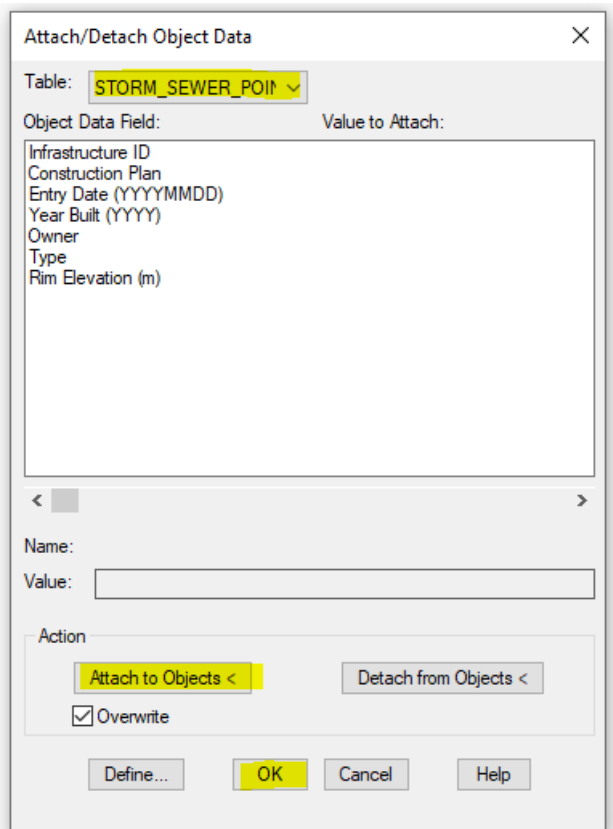 Attach/Detach Object Data
Table: STORM_SEWER_POIN
Object Data Field: Value to Attach:
Infrastructure ID
Construction Plan
Entry Date (YYYYMMDD)
Year Built (YYYY)
Owner
Type
Rim Elevation (m)
Name:
Value:
Action
Attach to Objects < Detach from Objects <
Overwrite
Define... OK Cancel Help